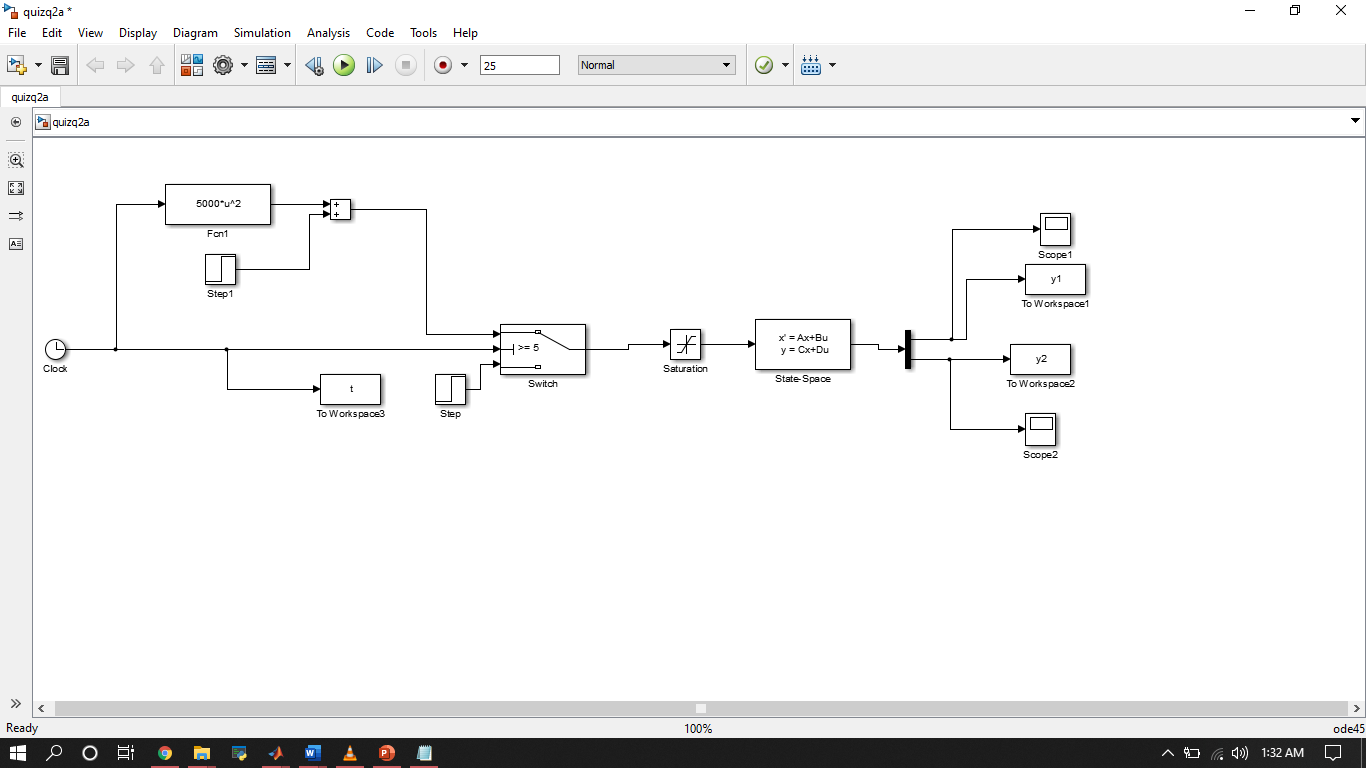 quizq2a *
File Edit View Display Diagram Simulation Analysis Code Tools Help
25 Normal
quizq2a
quizq2a
5000*u^2
Fcn1
+
+
Step1
Scope1
y1
To Workspace1
Clock
>= 5
Switch
Saturation
x' = Ax+Bu
y = Cx+Du
State-Space
y2
To Workspace2
t
To Workspace3
Step
Scope2
Ready 100% ode45
1:32 AM